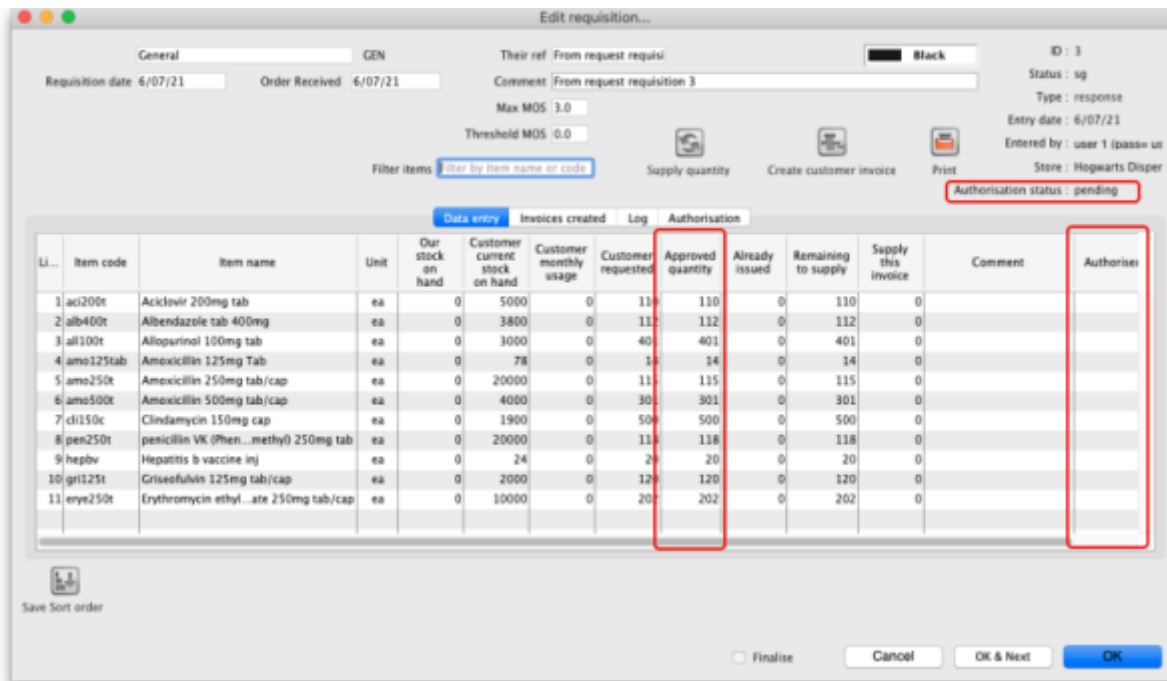 Edit requisition...
General GEN Their ref From request requisi Black ID : 3
Requisition date 6/07/21 Order Received 6/07/21 Comment From request requisition 3 Status : sg
Max MOS 3.0 Type : response
Threshold MOS 0.0 Entry date : 6/07/21
Entered by : user 1 (pass= us
Filter items Filter by item name or code Supply quantity Create customer invoice Print Store : Hogwarts Disper
Authorisation status : pending
Data entry Invoices created Log Authorisation
Li... Item code Item name Unit Our stock on hand Customer current stock on hand Customer monthly usage Customer requested Approved quantity Already issued Remaining to supply Supply this invoice Comment Authoriser
1 aci200t Aciclovir 200mg tab ea 0 5000 0 110 110 0 110 0
2 alb400t Albendazole tab 400mg ea 0 3800 0 112 112 0 112 0
3 all100t Allopurinol 100mg tab ea 0 3000 0 401 401 0 401 0
4 amo125tab Amoxicillin 125mg Tab ea 0 78 0 14 14 0 14 0
5 amo250t Amoxicillin 250mg tab/cap ea 0 20000 0 115 115 0 115 0
6 amo500t Amoxicillin 500mg tab/cap ea 0 4000 0 301 301 0 301 0
7 cli150c Clindamycin 150mg cap ea 0 1900 0 500 500 0 500 0
8 pen250t penicillin VK (Phen...methyl) 250mg tab ea 0 20000 0 118 118 0 118 0
9 hepbv Hepatitis b vaccine inj ea 0 24 0 20 20 0 20 0
10 gri125t Griseofulvin 125mg tab/cap ea 0 2000 0 120 120 0 120 0
11 erye250t Erythromycin ethyl...ate 250mg tab/cap ea 0 10000 0 202 202 0 202 0
Save Sort order
Finalise Cancel OK & Next OK